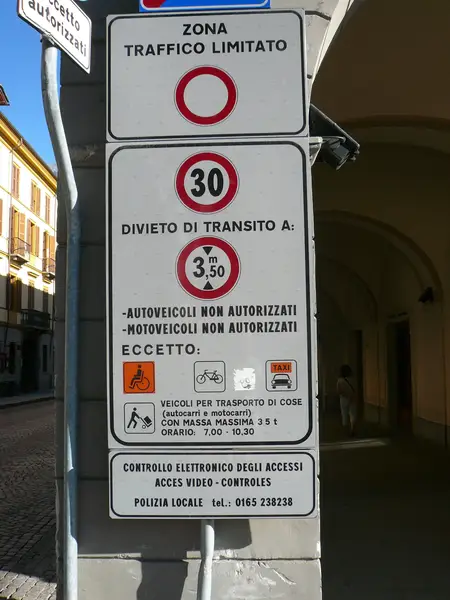 eccetto
autorizzati
ZONA
TRAFFICO LIMITATO
30
DIVIETO DI TRANSITO A:
3,50
m
-AUTOVEICOLI NON AUTORIZZATI
-MOTOVEICOLI NON AUTORIZZATI
ECCETTO:
TAXI
VEICOLI PER TRASPORTO DI COSE
(autocarri e motocarri)
CON MASSA MASSIMA 3 5 t
ORARIO: 7,00 - 10,30
CONTROLLO ELETTRONICO DEGLI ACCESSI
ACCES VIDEO - CONTROLES
POLIZIA LOCALE tel.: 0165 238238